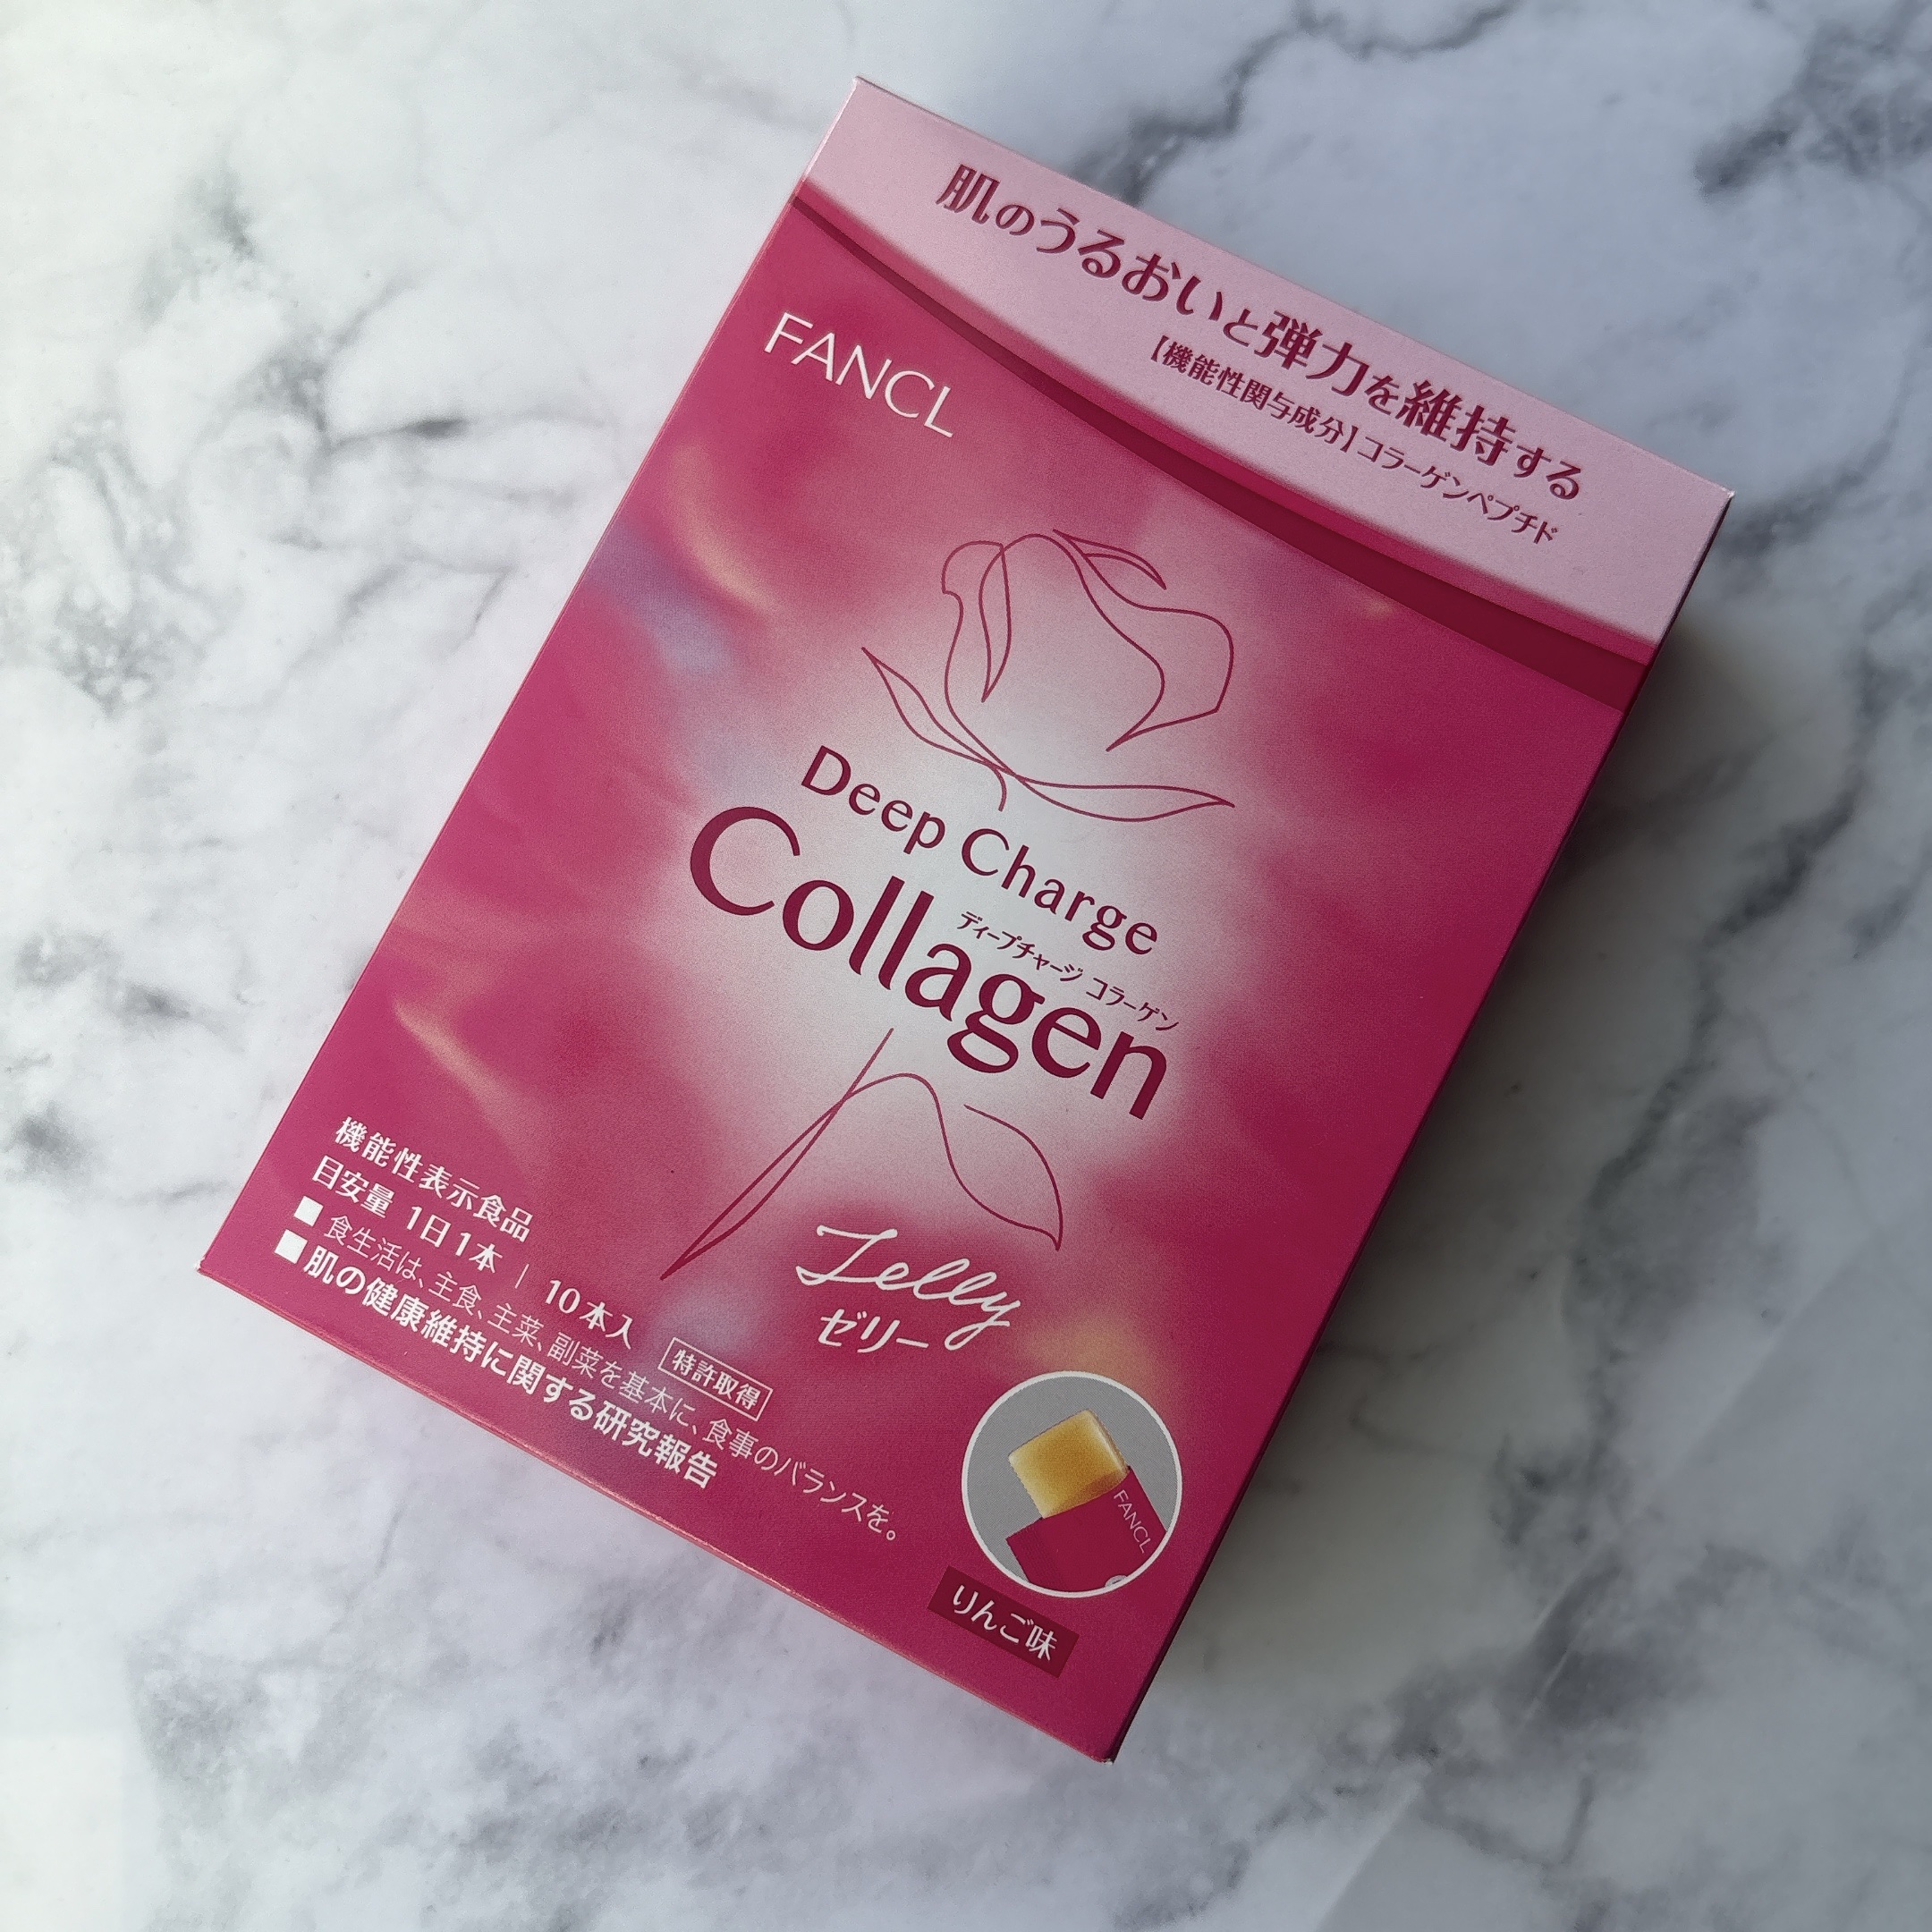 肌のうるおいと弾力を維持する
【機能性関与成分】コラーゲンペプチド
FANCL
Deep Charge
Collagen
ディープチャージ コラーゲン
Jelly
ゼリー
機能性表示食品
目安量 1日1本 | 10本入 特許取得
■ 食生活は、主食、主菜、副菜を基本に、食事のバランスを。
■ 肌の健康維持に関する研究報告
FANCL
りんご味